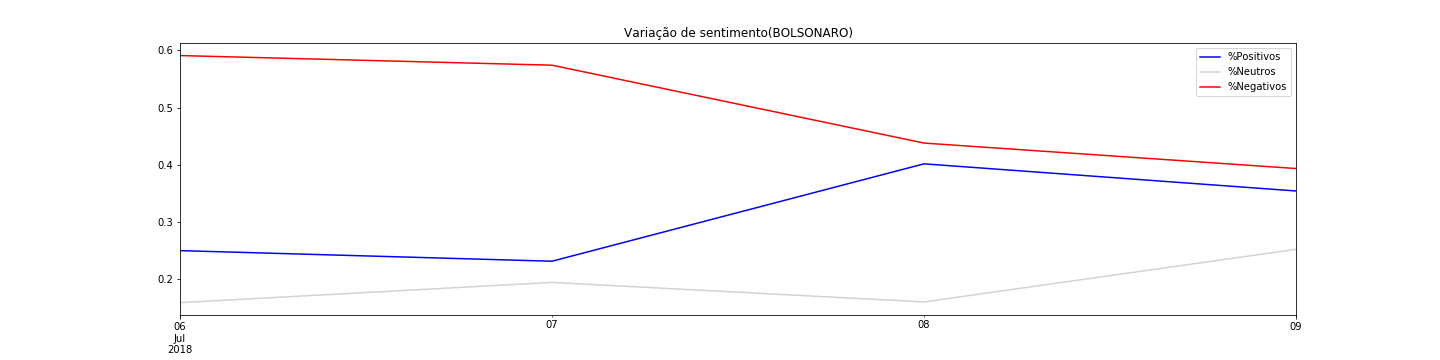 Variação de sentimento(BOLSONARO)
%Positivos
%Neutros
%Negativos
0.6
0.5
0.4
0.3
0.2
06
Jul
2018
07
08
09